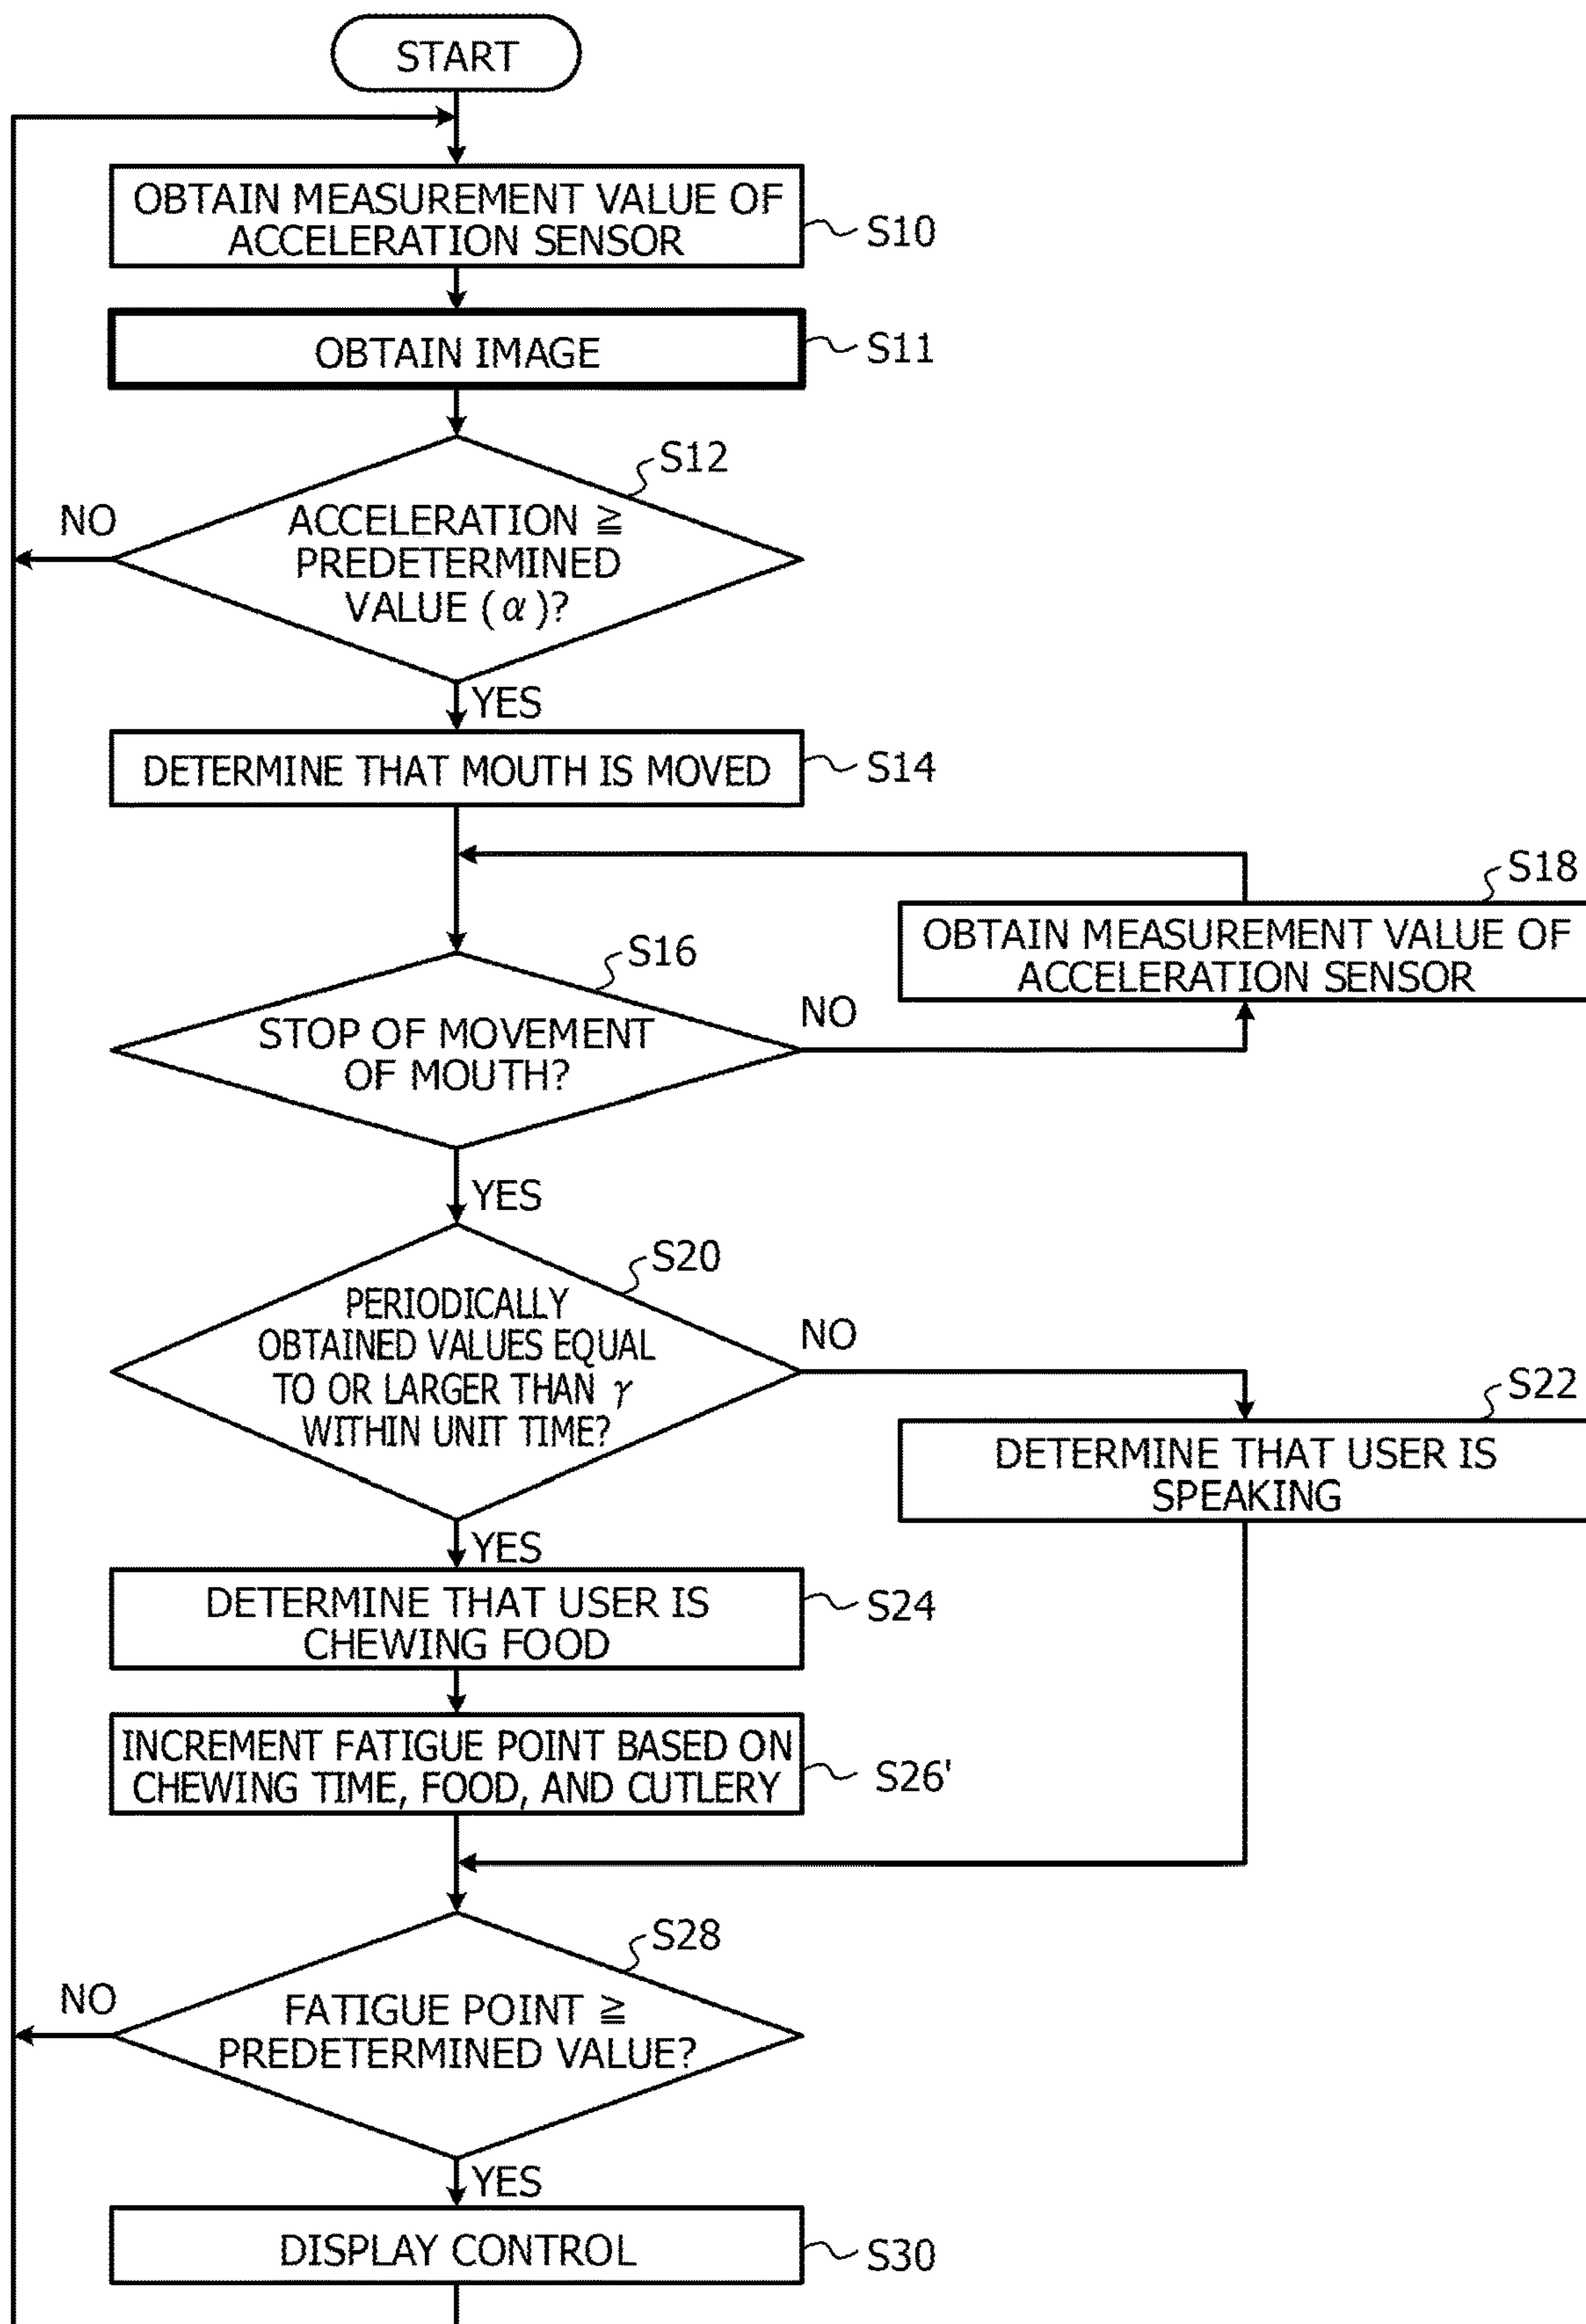 START
OBTAIN MEASUREMENT VALUE OF
ACCELERATION SENSOR
S10
OBTAIN IMAGE
S11
S12
NO
ACCELERATION ≧
PREDETERMINED
VALUE (α)?
YES
DETERMINE THAT MOUTH IS MOVED
S14
S18
OBTAIN MEASUREMENT VALUE OF
ACCELERATION SENSOR
S16
STOP OF MOVEMENT
OF MOUTH?
NO
YES
S20
PERIODICALLY
OBTAINED VALUES EQUAL
TO OR LARGER THAN γ
WITHIN UNIT TIME?
NO
S22
DETERMINE THAT USER IS
SPEAKING
YES
DETERMINE THAT USER IS
CHEWING FOOD
S24
INCREMENT FATIGUE POINT BASED ON
CHEWING TIME, FOOD, AND CUTLERY
S26'
S28
NO
FATIGUE POINT ≧
PREDETERMINED VALUE?
YES
DISPLAY CONTROL
S30